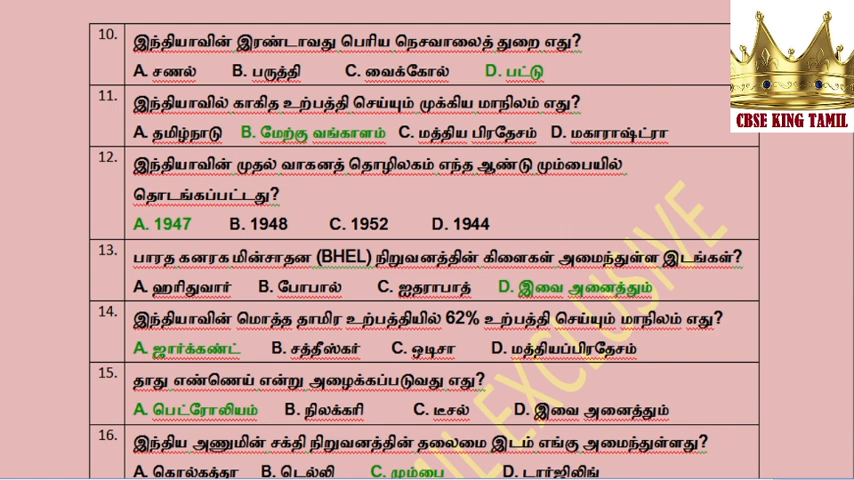 10. இந்தியாவின் இரண்டாவது பெரிய நெசவாலைத் துறை எது?
A. சணல் B. பருத்தி C. வைக்கோல் D. பட்டு
11. இந்தியாவில் காகித உற்பத்தி செய்யும் முக்கிய மாநிலம் எது?
A. தமிழ்நாடு B. மேற்கு வங்காளம் C. மத்திய பிரதேசம் D. மகாராஷ்ட்ரா
CBSE KING TAMIL
12. இந்தியாவின் முதல் வாகனத் தொழிலகம் எந்த ஆண்டு மும்பையில்
தொடங்கப்பட்டது?
A. 1947 B. 1948 C. 1952 D. 1944
13. பாரத கனரக மின்சாதன (BHEL) நிறுவனத்தின் கிளைகள் அமைந்துள்ள இடங்கள்?
A. ஹரிதுவார் B. போபால் C. ஐதராபாத் D. இவை அனைத்தும்
14. இந்தியாவின் மொத்த தாமிர உற்பத்தியில் 62% உற்பத்தி செய்யும் மாநிலம் எது?
A. ஜார்க்கண்ட் B. சத்தீஸ்கர் C. ஒடிசா D. மத்தியப்பிரதேசம்
15. தாது எண்ணெய் என்று அழைக்கப்படுவது எது?
A. பெட்ரோலியம் B. நிலக்கரி C. டீசல் D. இவை அனைத்தும்
16. இந்திய அணுமின் சக்தி நிறுவனத்தின் தலைமை இடம் எங்கு அமைந்துள்ளது?
A. கொல்கத்தா B. டெல்லி C. மும்பை D. டார்ஜிலிங்
MIL EXCLUSIVE